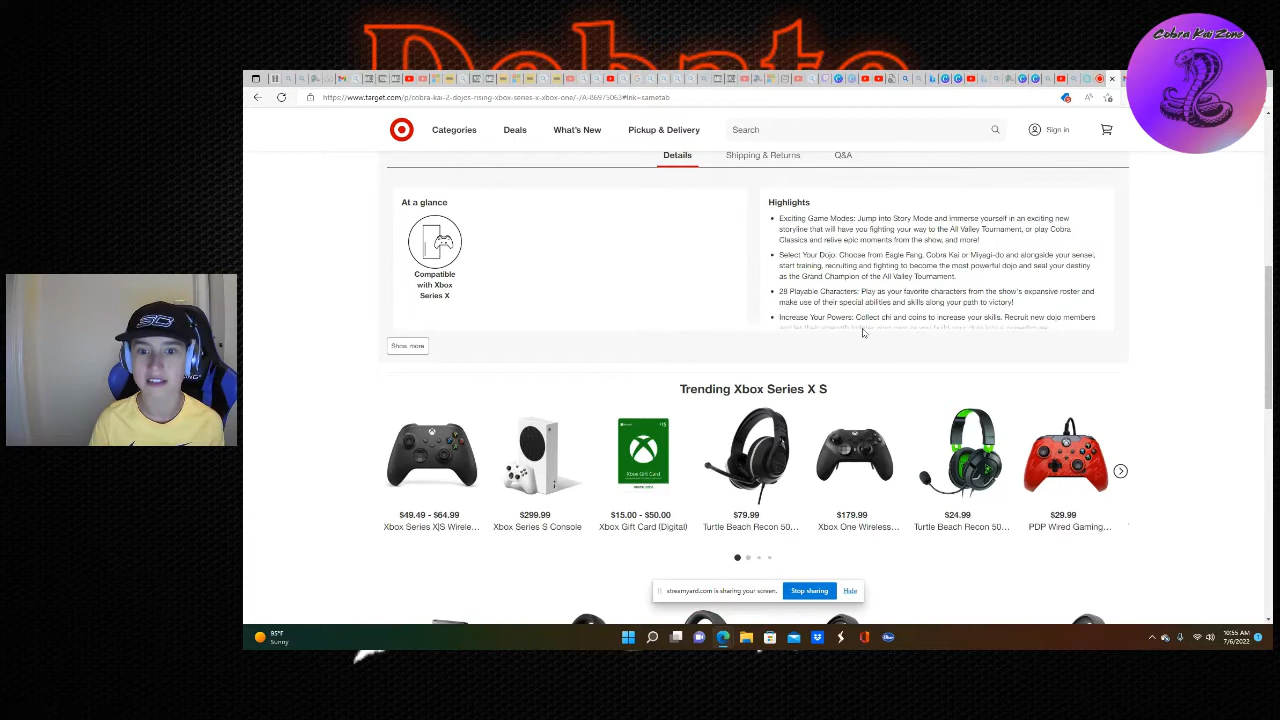 Debate
Cobra Kai Zone
https://www.target.com/p/cobra-kai-2-dojos-rising-xbox-series-x-xbox-one/-/A-86975063#lnk=sametab
Categories Deals What's New Pickup & Delivery Search Sign in
Details Shipping & Returns Q&A
At a glance
Compatible
with Xbox
Series X
Highlights
Exciting Game Modes: Jump into Story Mode and immerse yourself in an exciting new
storyline that will have you fighting your way to the All Valley Tournament, or play Cobra
Classics and relive epic moments from the show, and more!
Select Your Dojo: Choose from Eagle Fang, Cobra Kai or Miyagi-do and alongside your sensei,
start training, recruiting and fighting to become the most powerful dojo and seal your destiny
as the Grand Champion of the All Valley Tournament.
28 Playable Characters: Play as your favorite characters from the show's expansive roster and
make use of their special abilities and skills along your path to victory!
Increase Your Powers: Collect chi and coins to increase your skills. Recruit new dojo members
Show more
Trending Xbox Series X S
$49.49 - $64.99 $299.99 $15.00 - $50.00 $79.99 $179.99 $24.99 $29.99
Xbox Series X|S Wirele... Xbox Series S Console Xbox Gift Card (Digital) Turtle Beach Recon 50... Xbox One Wireless... Turtle Beach Recon 50... PDP Wired Gaming...
streamyard.com is sharing your screen. Stop sharing Hide
95°F
Sunny
10:55 AM
7/6/2022